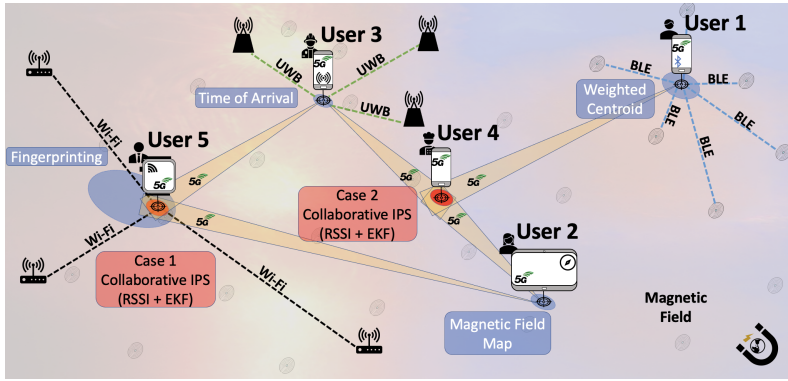 User 3
5G
UWB
UWB
UWB
Time of Arrival
User 1
5G
BLE
BLE
BLE
BLE
BLE
Weighted
Centroid
User 5
5G
Wi-Fi
Wi-Fi
Wi-Fi
Fingerprinting
User 4
5G
5G
5G
5G
5G
5G
Case 1
Collaborative IPS
(RSSI + EKF)
Case 2
Collaborative IPS
(RSSI + EKF)
User 2
5G
Magnetic Field
Map
Magnetic
Field